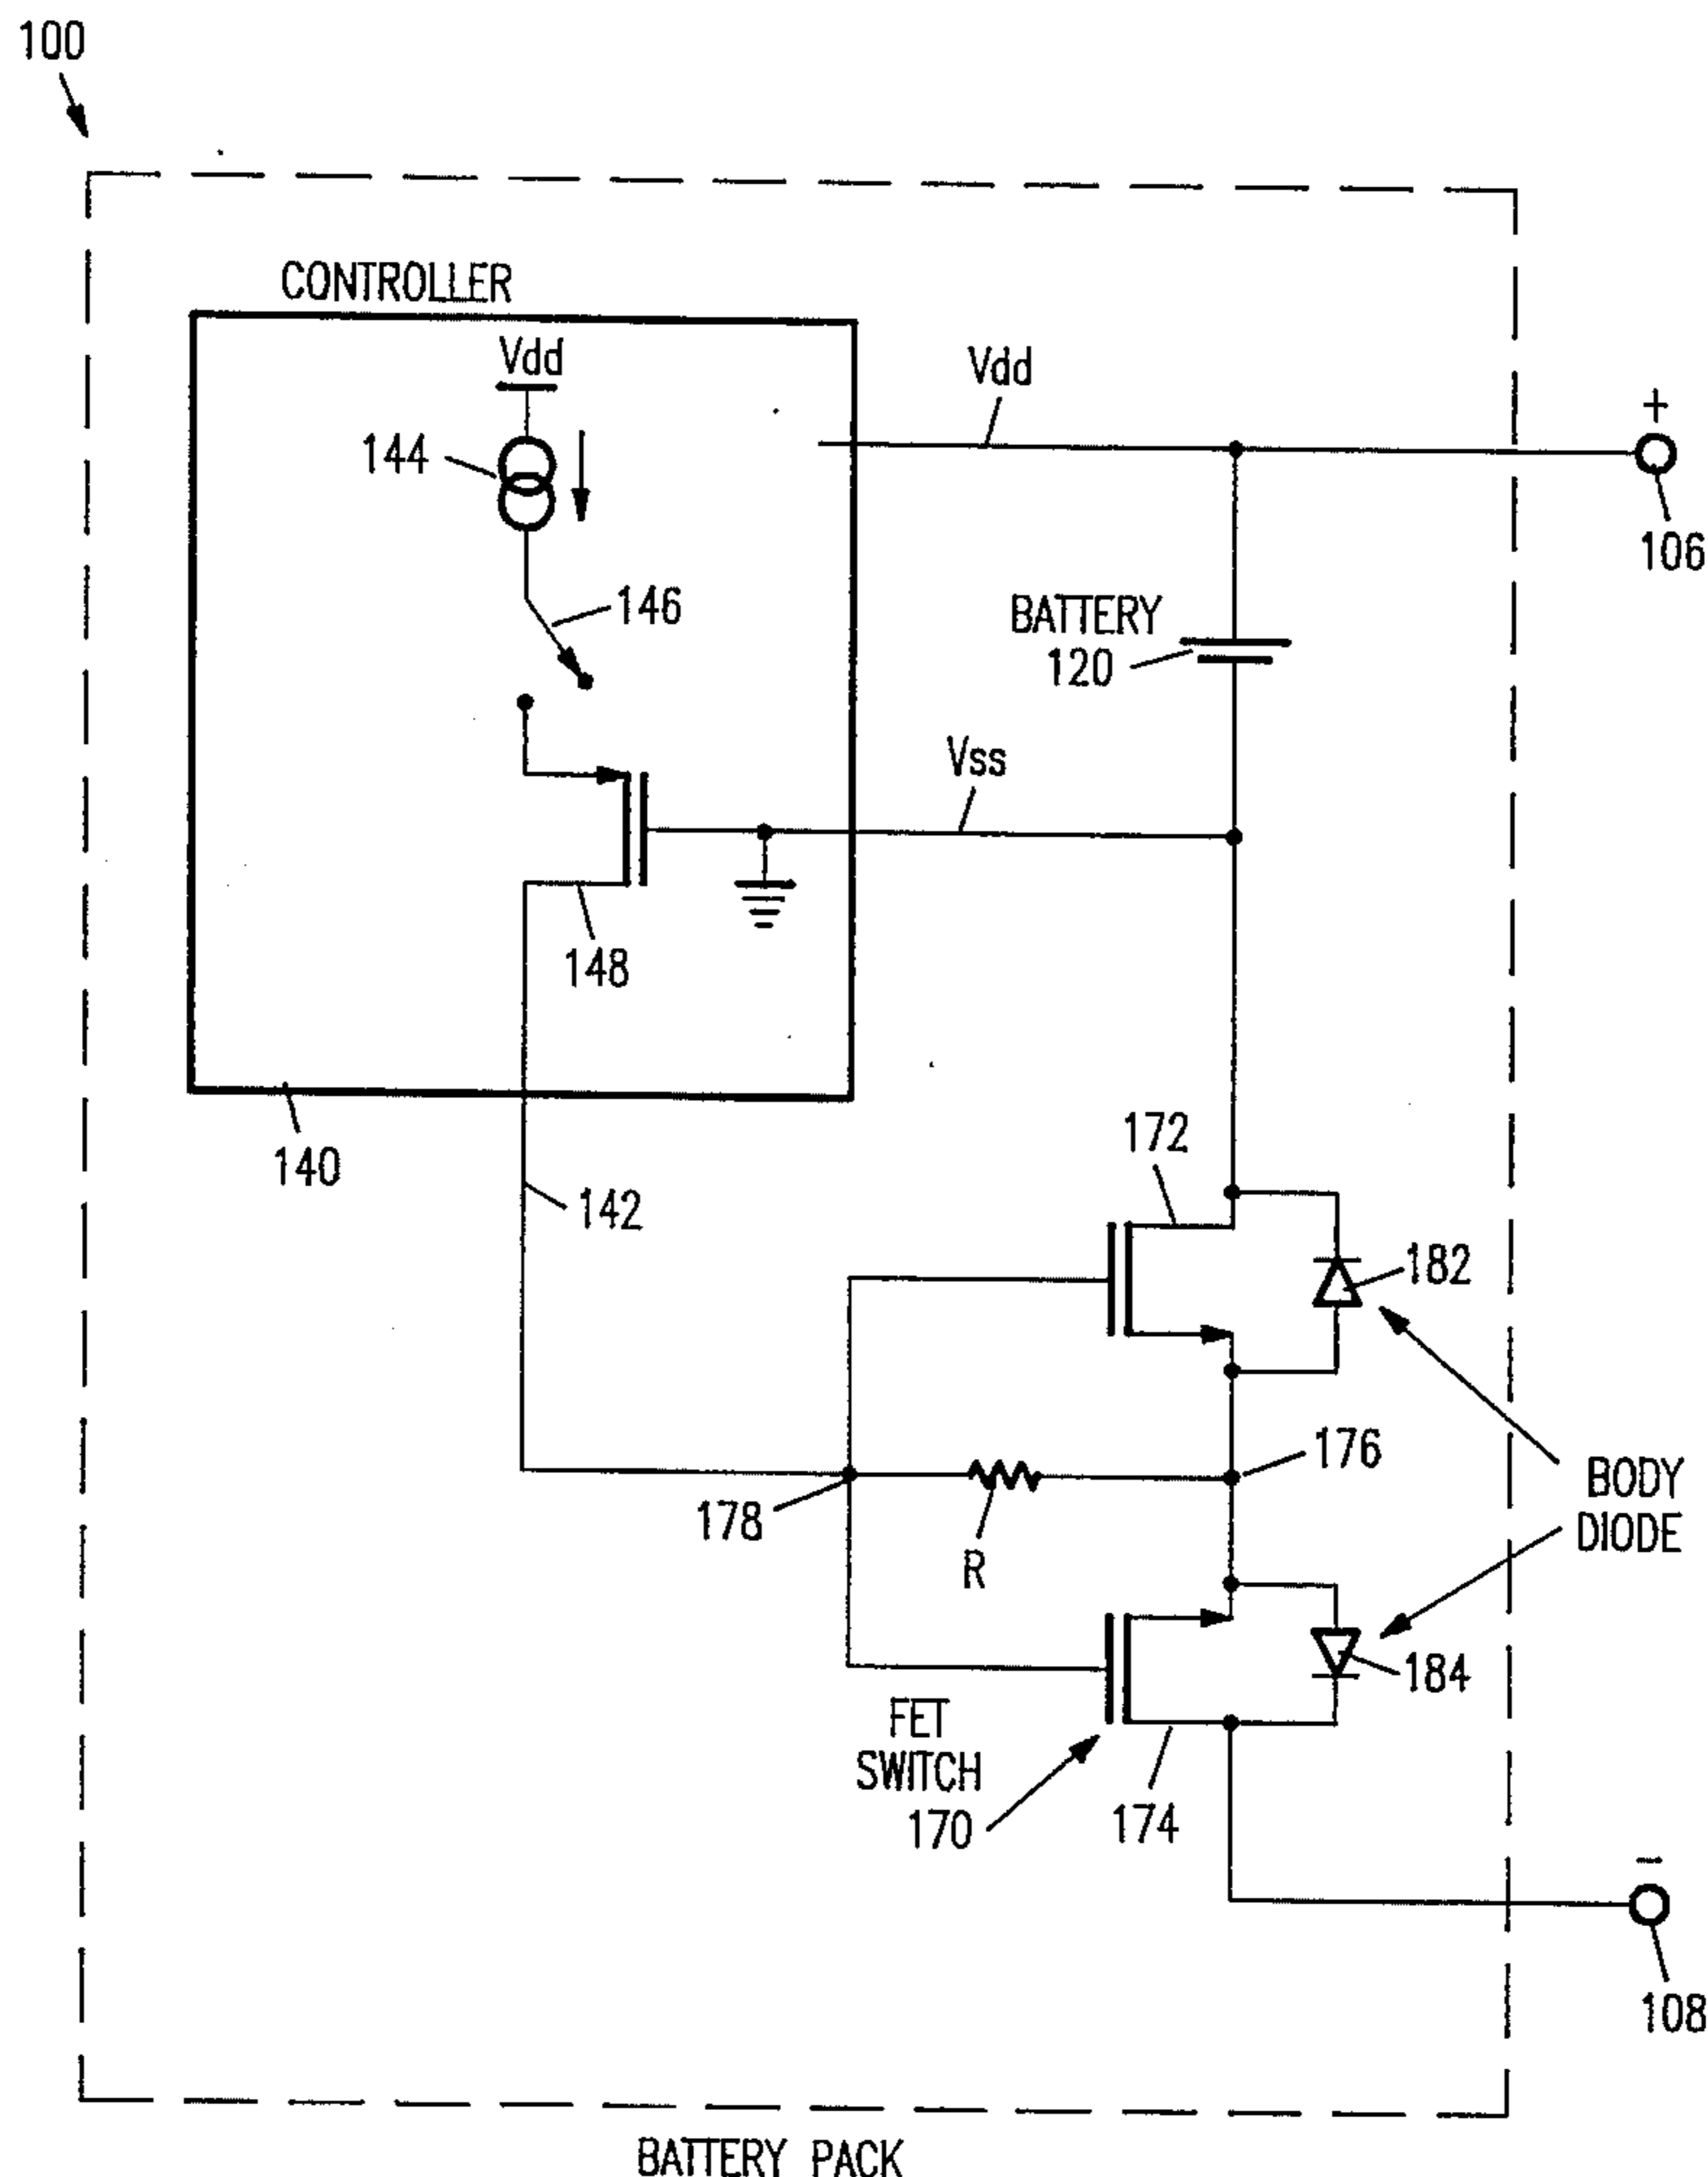 100
CONTROLLER
Vdd
Vdd
144
+
106
146
BATTERY
120
Vss
148
172
140
142
182
176
178
BODY
DIODE
R
184
FET
SWITCH
170
174
-
108
BATTERY PACK